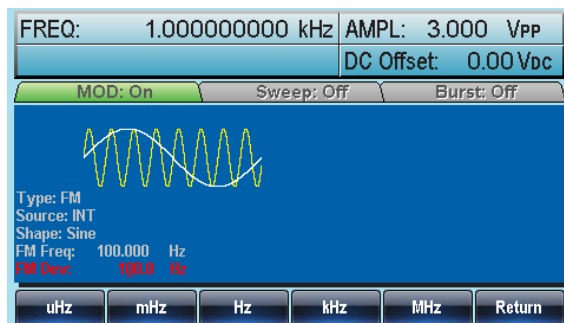 FREQ: 1.000000000 kHz AMPL: 3.000 VPP
DC Offset: 0.00 VDC
MOD: On Sweep: Off Burst: Off
Type: FM
Source: INT
Shape: Sine
FM Freq: 100.000 Hz
FM Dev: 100.0 Hz
uHz mHz Hz kHz MHz Return